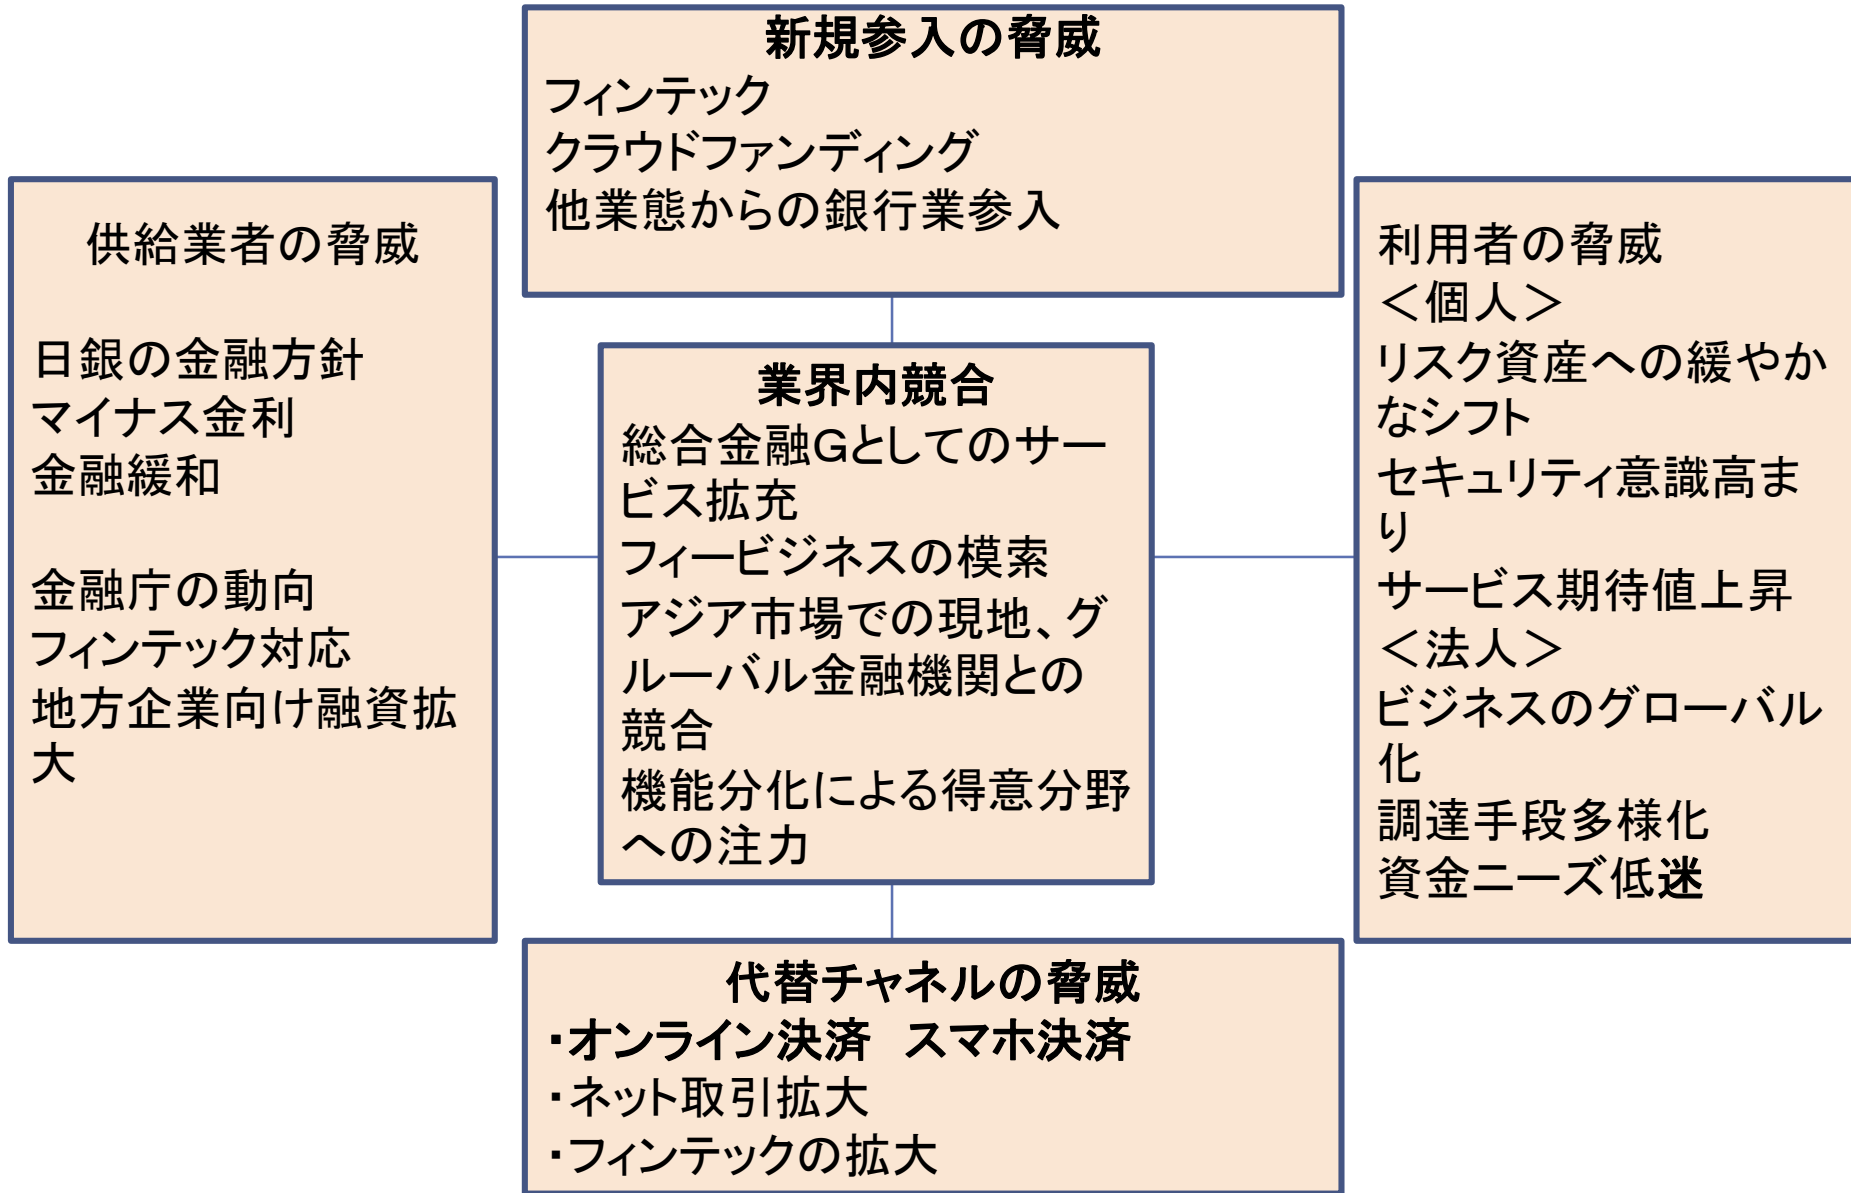 新規参入の脅威
フィンテック
クラウドファンディング
他業態からの銀行業参入
供給業者の脅威
日銀の金融方針
マイナス金利
金融緩和
金融庁の動向
フィンテック対応
地方企業向け融資拡
大
業界内競合
総合金融Gとしてのサー
ビス拡充
フィービジネスの模索
アジア市場での現地、グ
ルーバル金融機関との
競合
機能分化による得意分野
への注力
利用者の脅威
＜個人＞
リスク資産への緩やか
なシフト
セキュリティ意識高ま
り
サービス期待値上昇
＜法人＞
ビジネスのグローバル
化
調達手段多様化
資金ニーズ低迷
代替チャネルの脅威
・オンライン決済　スマホ決済
・ネット取引拡大
・フィンテックの拡大